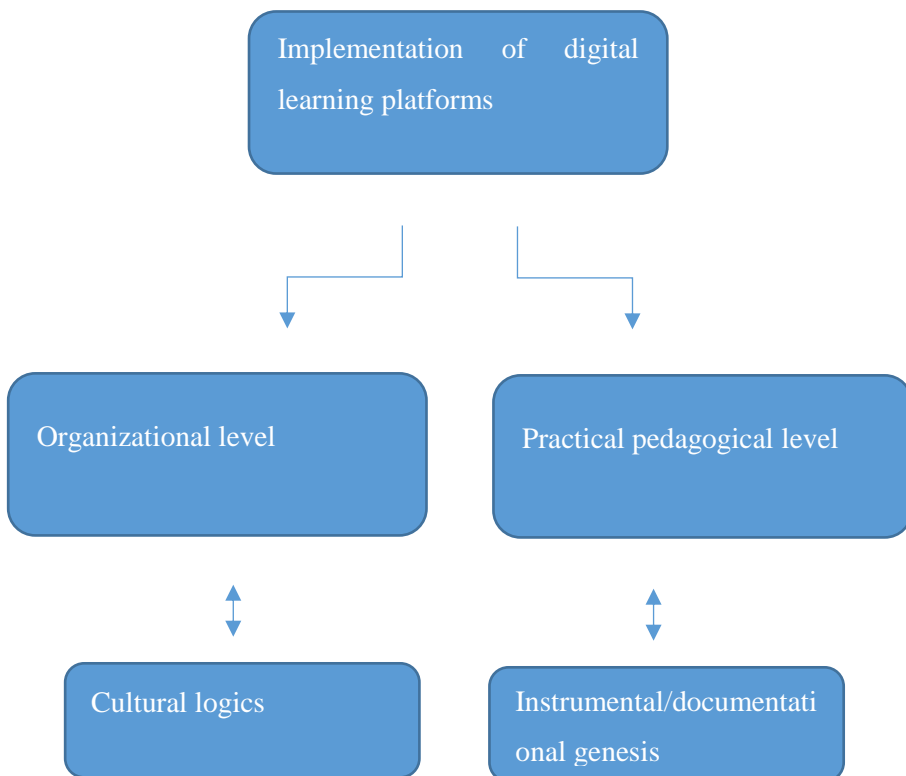 Implementation of digital
learning platforms
Organizational level
Practical pedagogical level
Cultural logics
Instrumental/documentati
onal genesis